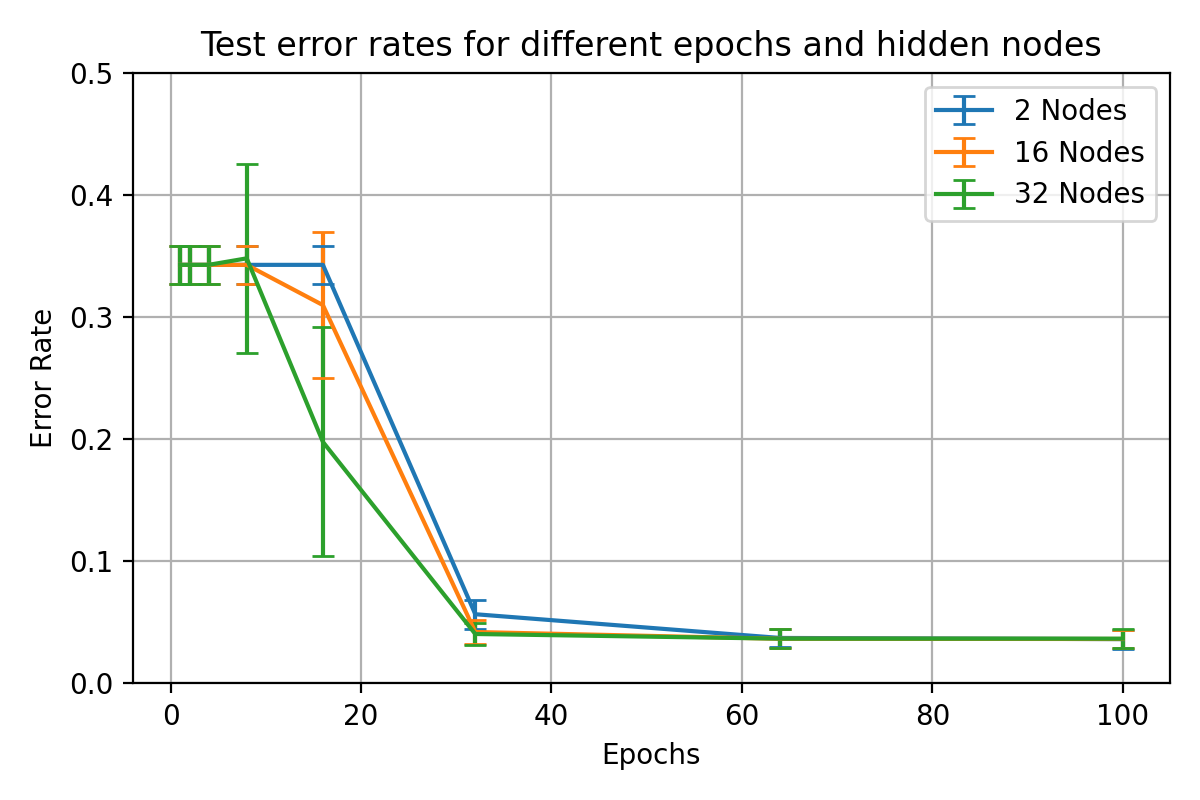 Test error rates for different epochs and hidden nodes
0.5
0.4
0.3
0.2
0.1
0.0
Error Rate
2 Nodes
16 Nodes
32 Nodes
0 20 40 60 80 100
Epochs